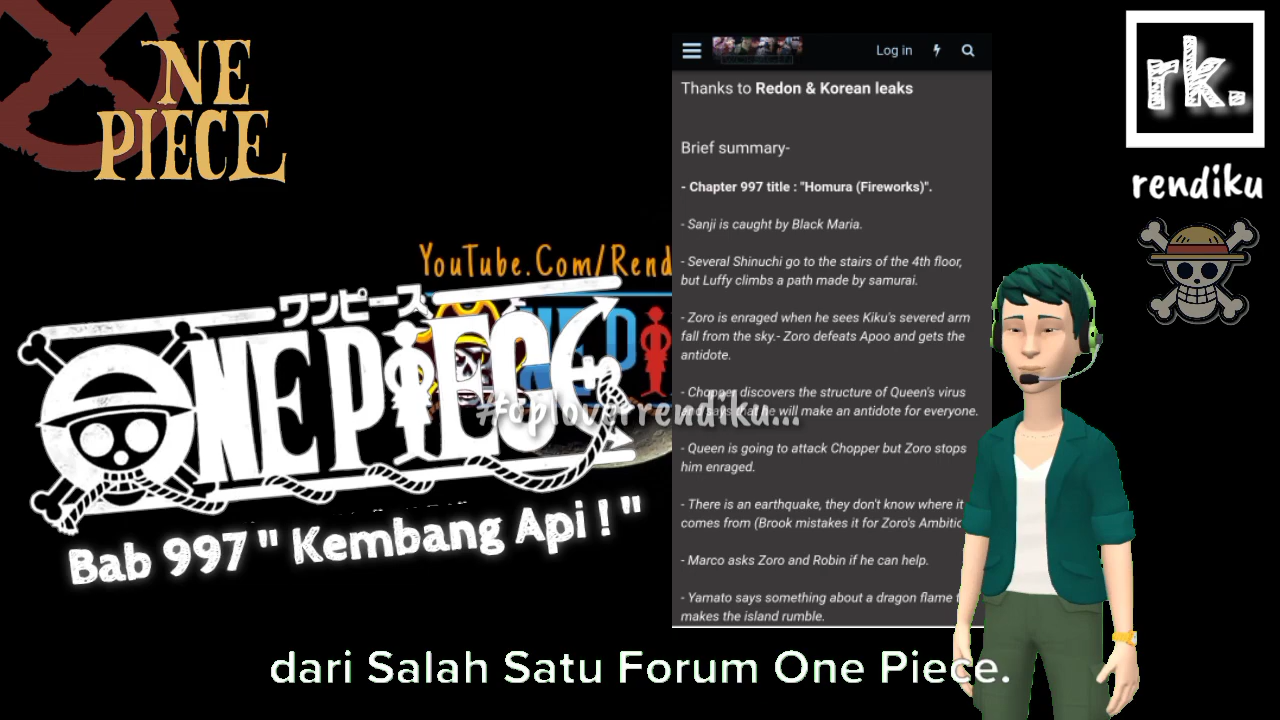 ONE
PIECE
YouTube.Com/Rend
ワンピース
ONE PIECE
Bab 997 " Kembang Api ! "
Log in
Thanks to Redon & Korean leaks
Brief summary-
- Chapter 997 title : "Homura (Fireworks)".
- Sanji is caught by Black Maria.
- Several Shinuchi go to the stairs of the 4th floor,
but Luffy climbs a path made by samurai.
- Zoro is enraged when he sees Kiku's severed arm
fall from the sky.- Zoro defeats Apoo and gets the
antidote.
- Chopper discovers the structure of Queen's virus
and says that he will make an antidote for everyone.
#oploverrendiku...
- Queen is going to attack Chopper but Zoro stops
him enraged.
- There is an earthquake, they don't know where it
comes from (Brook mistakes it for Zoro's Ambitio
- Marco asks Zoro and Robin if he can help.
- Yamato says something about a dragon flame
makes the island rumble.
rk.
rendiku
dari Salah Satu Forum One Piece.